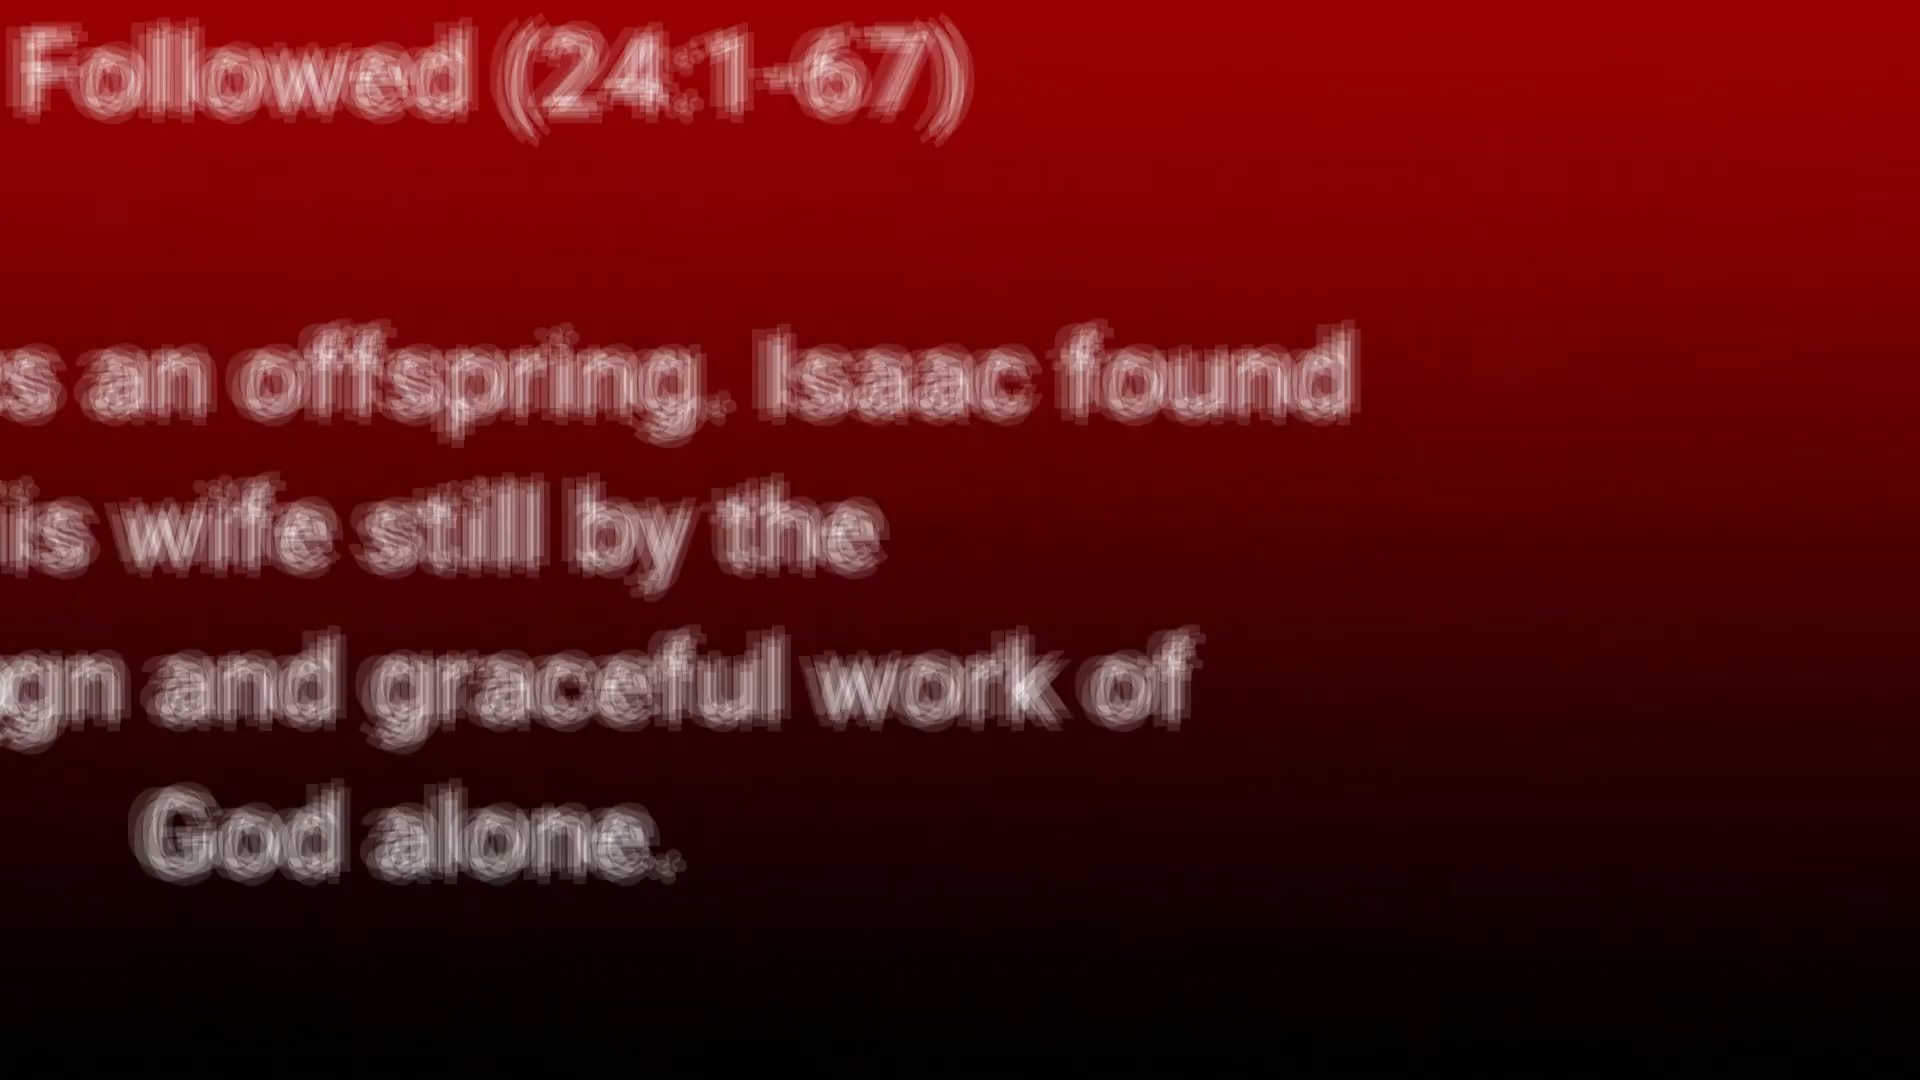 Followed (24:1-67)
s an offspring. Isaac found
is wife still by the
gn and graceful work of
God alone.